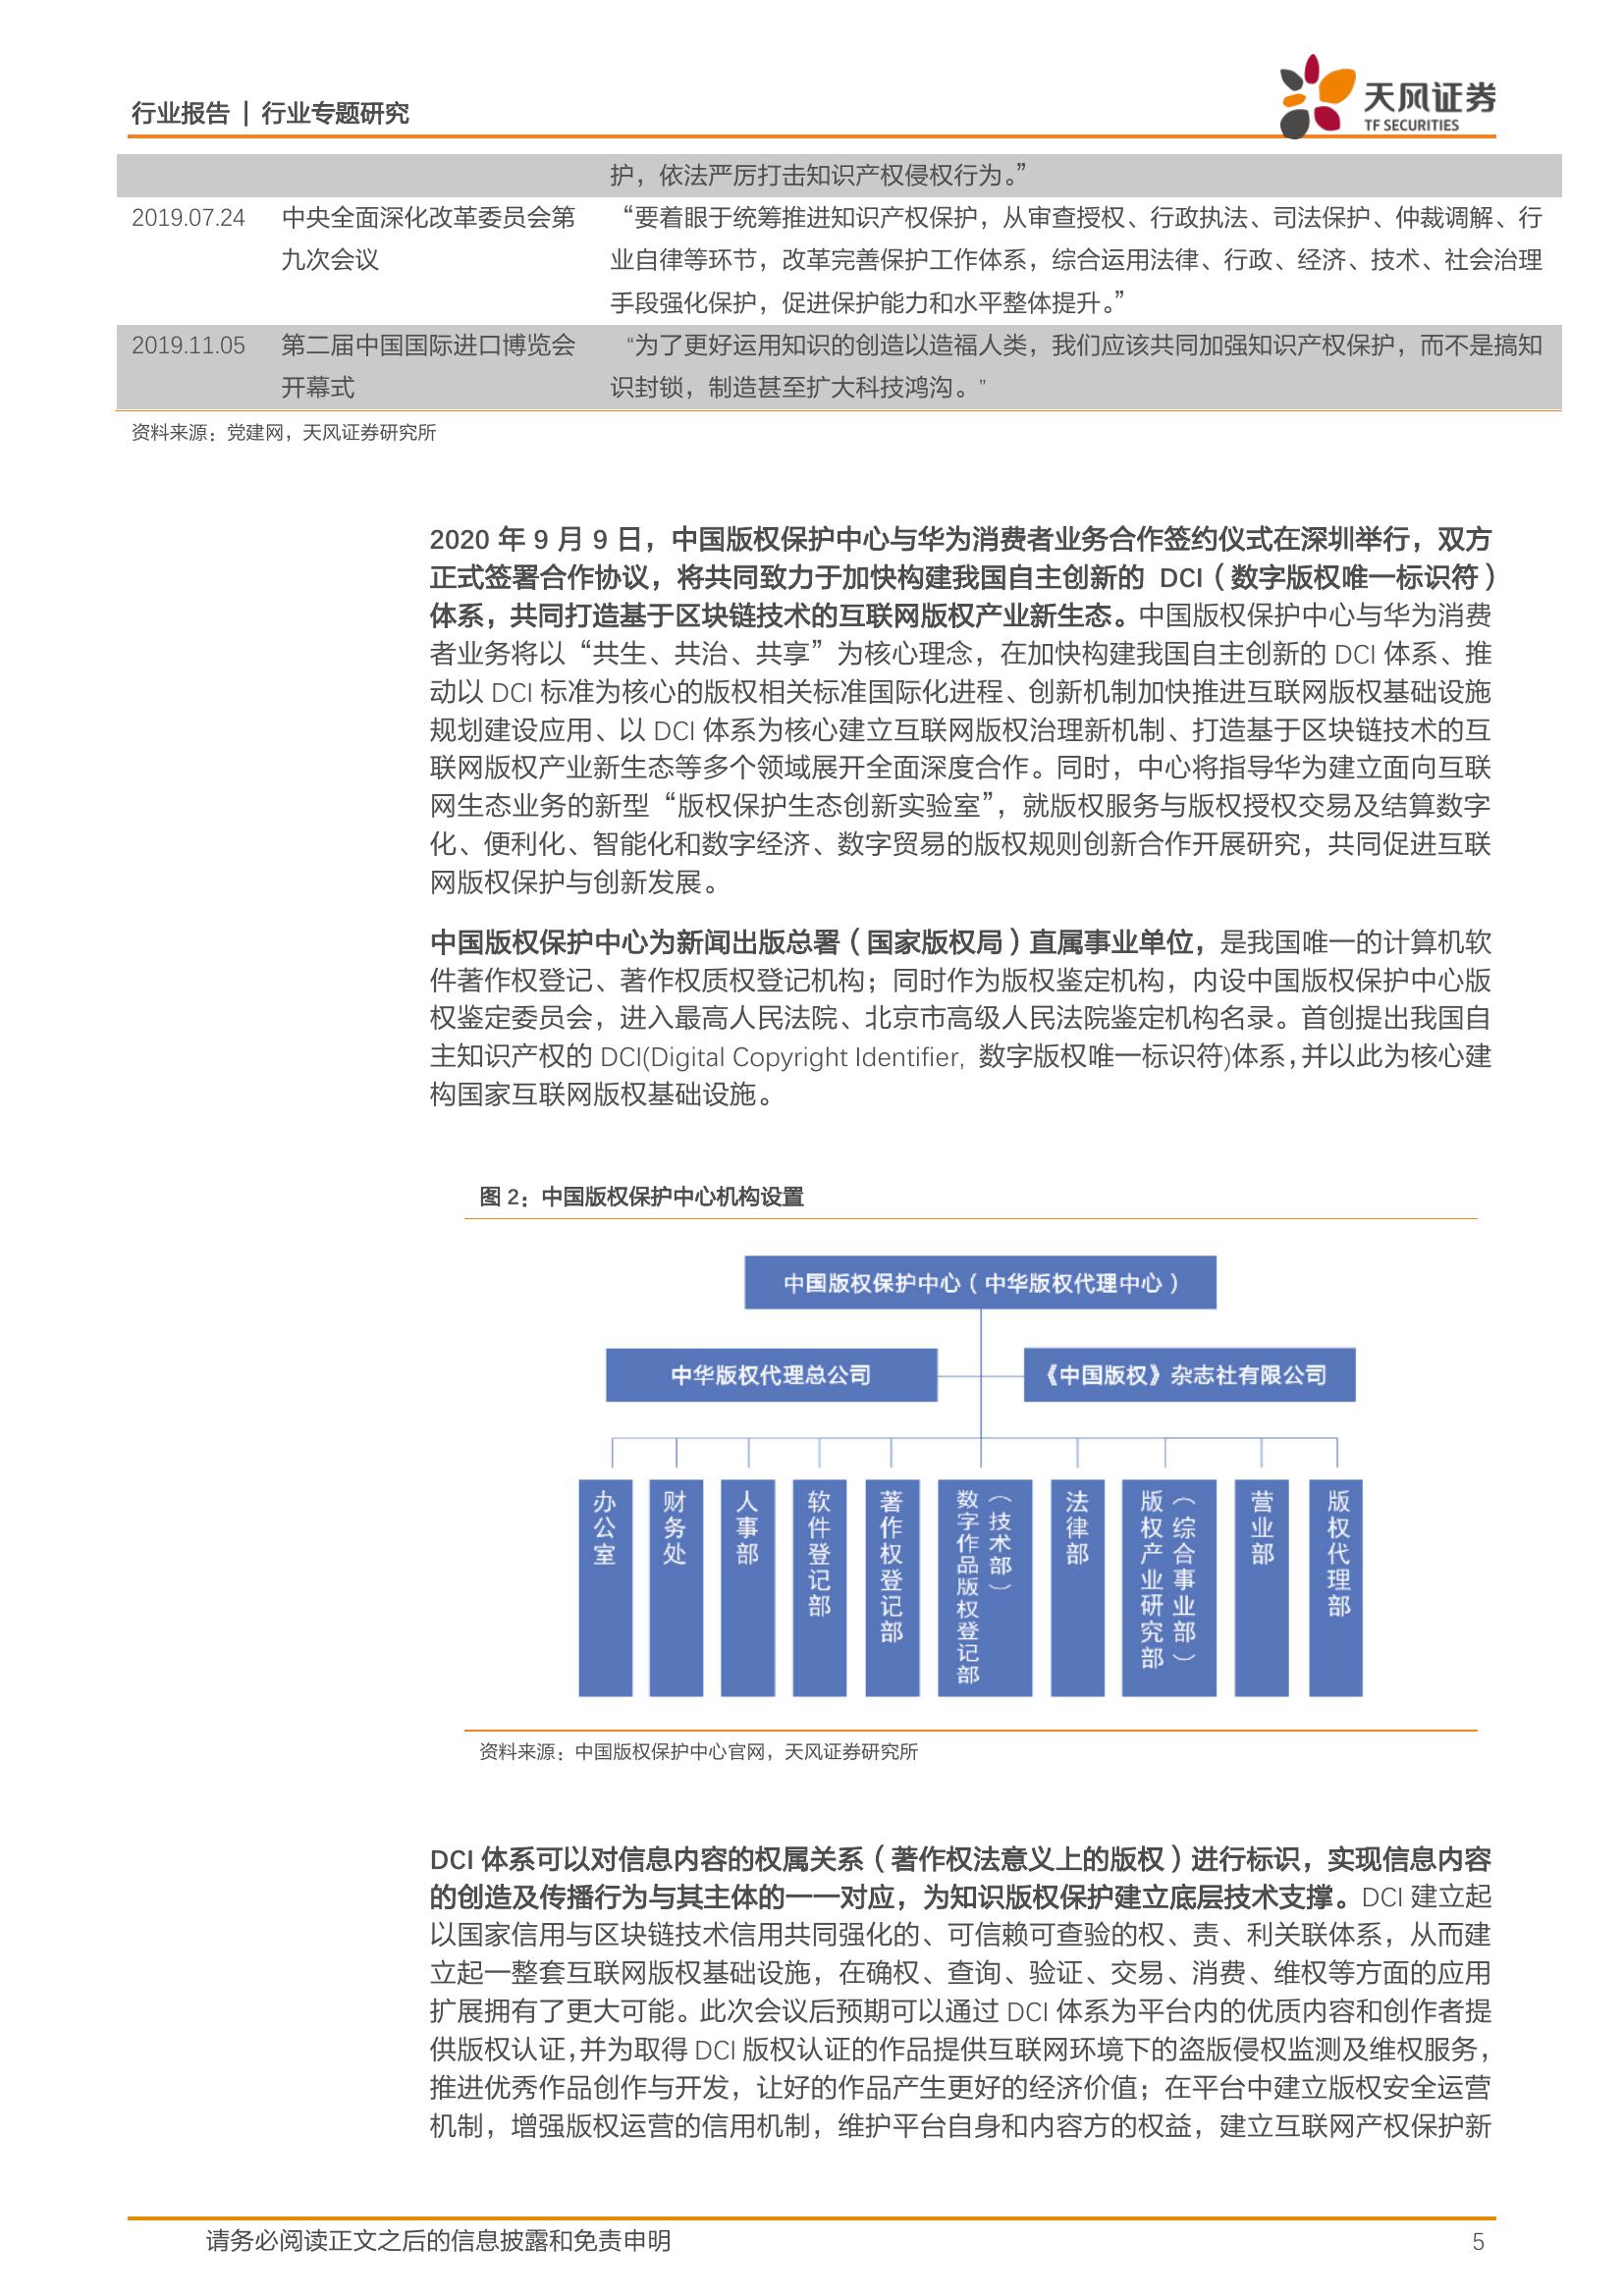 行业报告 | 行业专题研究
天风证券
TF SECURITIES
护，依法严厉打击知识产权侵权行为。”
2019.07.24 中央全面深化改革委员会第九次会议 “要着眼于统筹推进知识产权保护，从审查授权、行政执法、司法保护、仲裁调解、行
业自律等环节，改革完善保护工作体系，综合运用法律、行政、经济、技术、社会治理
手段强化保护，促进保护能力和水平整体提升。”
2019.11.05 第二届中国国际进口博览会开幕式 “为了更好运用知识的创造以造福人类，我们应该共同加强知识产权保护，而不是搞知
识封锁，制造甚至扩大科技鸿沟。”
资料来源：党建网，天风证券研究所
2020 年 9 月 9 日，中国版权保护中心与华为消费者业务合作签约仪式在深圳举行，双方
正式签署合作协议，将共同致力于加快构建我国自主创新的 DCI（数字版权唯一标识符）
体系，共同打造基于区块链技术的互联网版权产业新生态。中国版权保护中心与华为消费
者业务将以“共生、共治、共享”为核心理念，在加快构建我国自主创新的 DCI 体系、推
动以 DCI 标准为核心的版权相关标准国际化进程、创新机制加快推进互联网版权基础设施
规划建设应用、以 DCI 体系为核心建立互联网版权治理新机制、打造基于区块链技术的互
联网版权产业新生态等多个领域展开全面深度合作。同时，中心将指导华为建立面向互联
网生态业务的新型“版权保护生态创新实验室”，就版权服务与版权授权交易及结算数字
化、便利化、智能化和数字经济、数字贸易的版权规则创新合作开展研究，共同促进互联
网版权保护与创新发展。
中国版权保护中心为新闻出版总署（国家版权局）直属事业单位，是我国唯一的计算机软
件著作权登记、著作权质权登记机构；同时作为版权鉴定机构，内设中国版权保护中心版
权鉴定委员会，进入最高人民法院、北京市高级人民法院鉴定机构名录。首创提出我国自
主知识产权的 DCI(Digital Copyright Identifier, 数字版权唯一标识符)体系，并以此为核心建
构国家互联网版权基础设施。
图 2：中国版权保护中心机构设置
中国版权保护中心（中华版权代理中心）
中华版权代理总公司
《中国版权》杂志社有限公司
办公室
财务处
人事部
软件登记部
著作权登记部
数字作品版权登记部
（技术部）
法律部
版权产业研究部
（综合事业部）
营业部
版权代理部
资料来源：中国版权保护中心官网，天风证券研究所
DCI 体系可以对信息内容的权属关系（著作权法意义上的版权）进行标识，实现信息内容
的创造及传播行为与其主体的一一对应，为知识版权保护建立底层技术支撑。DCI 建立起
以国家信用与区块链技术信用共同强化的、可信赖可查验的权、责、利关联体系，从而建
立起一整套互联网版权基础设施，在确权、查询、验证、交易、消费、维权等方面的应用
扩展拥有了更大可能。此次会议后预期可以通过 DCI 体系为平台内的优质内容和创作者提
供版权认证，并为取得 DCI 版权认证的作品提供互联网环境下的盗版侵权监测及维权服务，
推进优秀作品创作与开发，让好的作品产生更好的经济价值；在平台中建立版权安全运营
机制，增强版权运营的信用机制，维护平台自身和内容方的权益，建立互联网产权保护新
请务必阅读正文之后的信息披露和免责申明
5